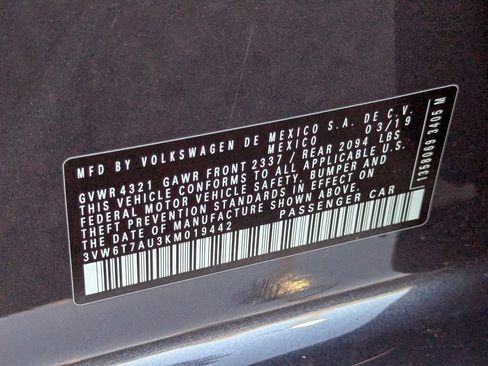 MFD BY VOLKSWAGEN DE MEXICO S.A. DE C.V.
MEXICO 03/19
GVWR 4321 GAWR FRONT 2337 / REAR 2094 LBS
THIS VEHICLE CONFORMS TO ALL APPLICABLE U.S.
FEDERAL MOTOR VEHICLE SAFETY, BUMPER AND
THEFT PREVENTION STANDARDS IN EFFECT ON
THE DATE OF MANUFACTURE SHOWN ABOVE.
3VW6T7AU3KM019442 PASSENGER CAR
1358069 3405 M